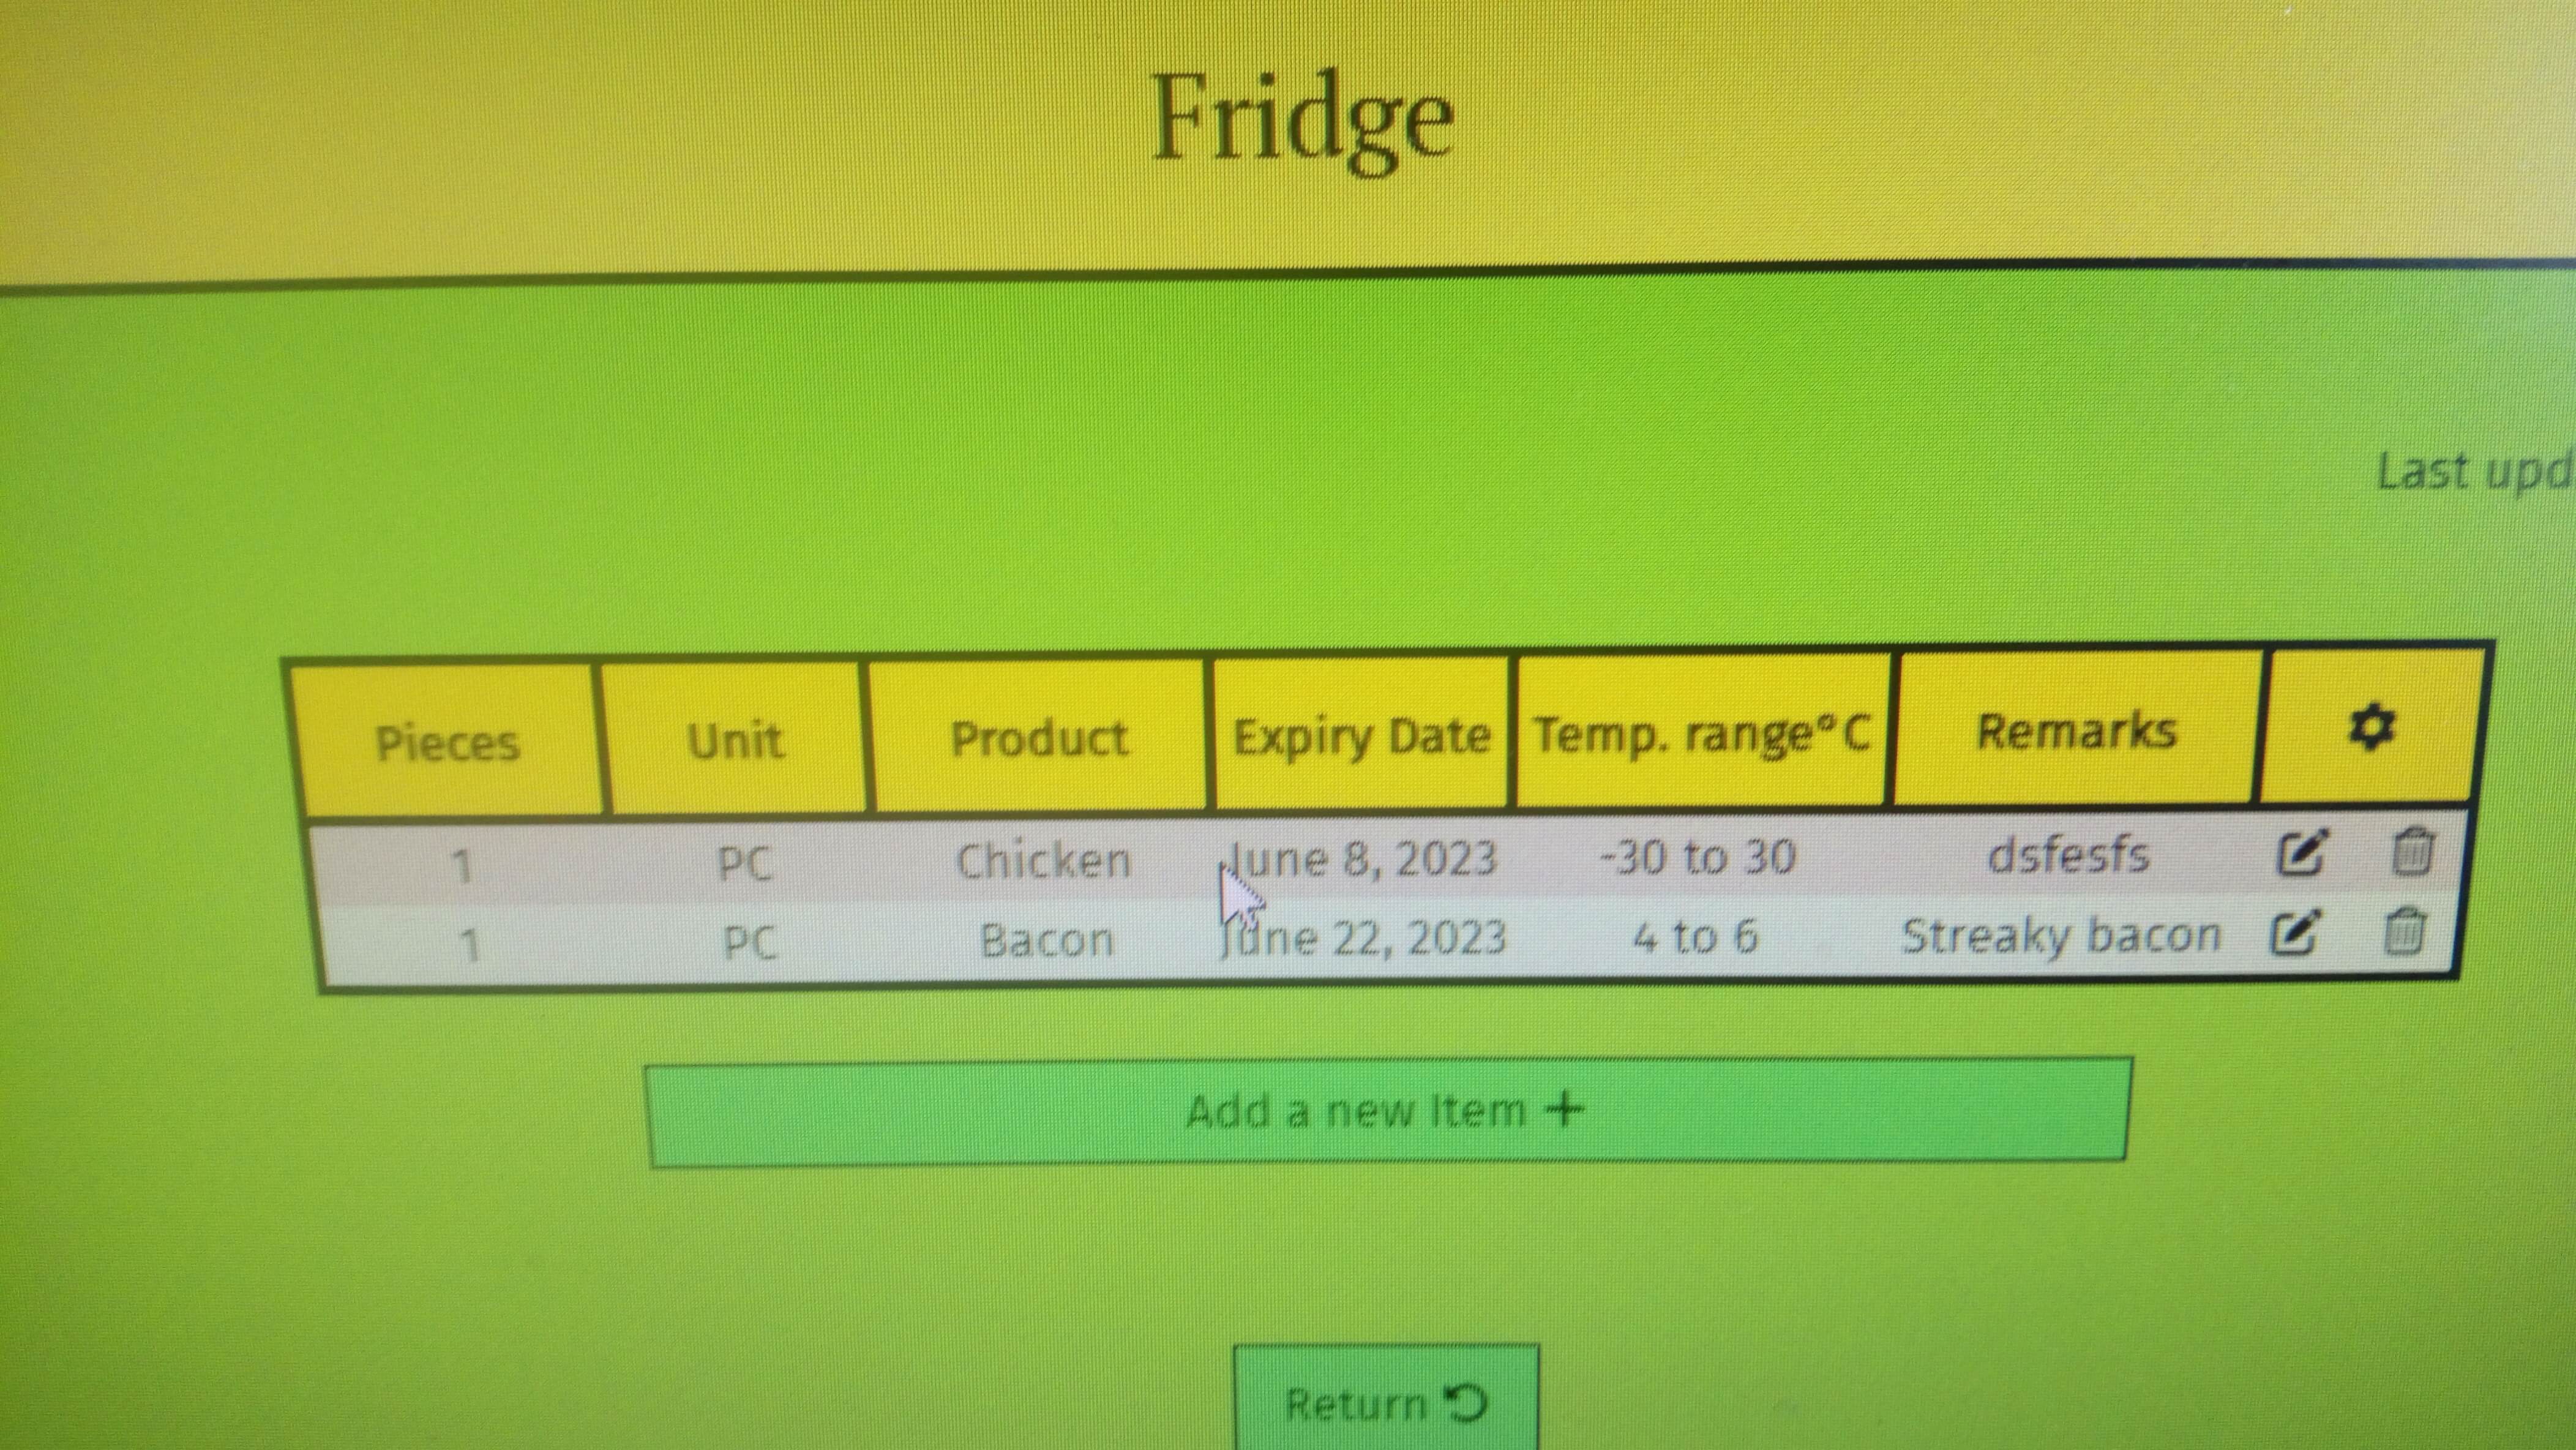 Fridge
Last upd
Pieces Unit Product Expiry Date Temp. range°C Remarks
1 PC Chicken June 8, 2023 -30 to 30 dsfesfs
1 PC Bacon June 22, 2023 4 to 6 Streaky bacon
Add a new Item +
Return